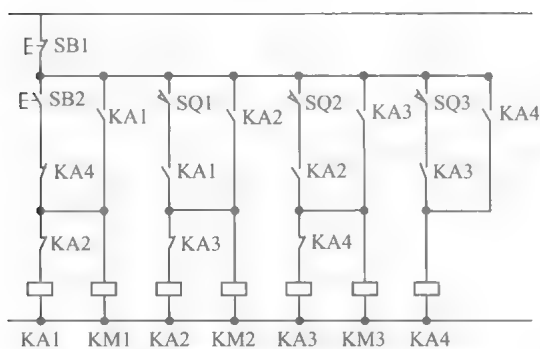 SB1
SB2 KA1 SQ1 KA2 SQ2 KA3 SQ3 KA4
KA4 KA1 KA2 KA3
KA2 KA3 KA4
KA1 KM1 KA2 KM2 KA3 KM3 KA4